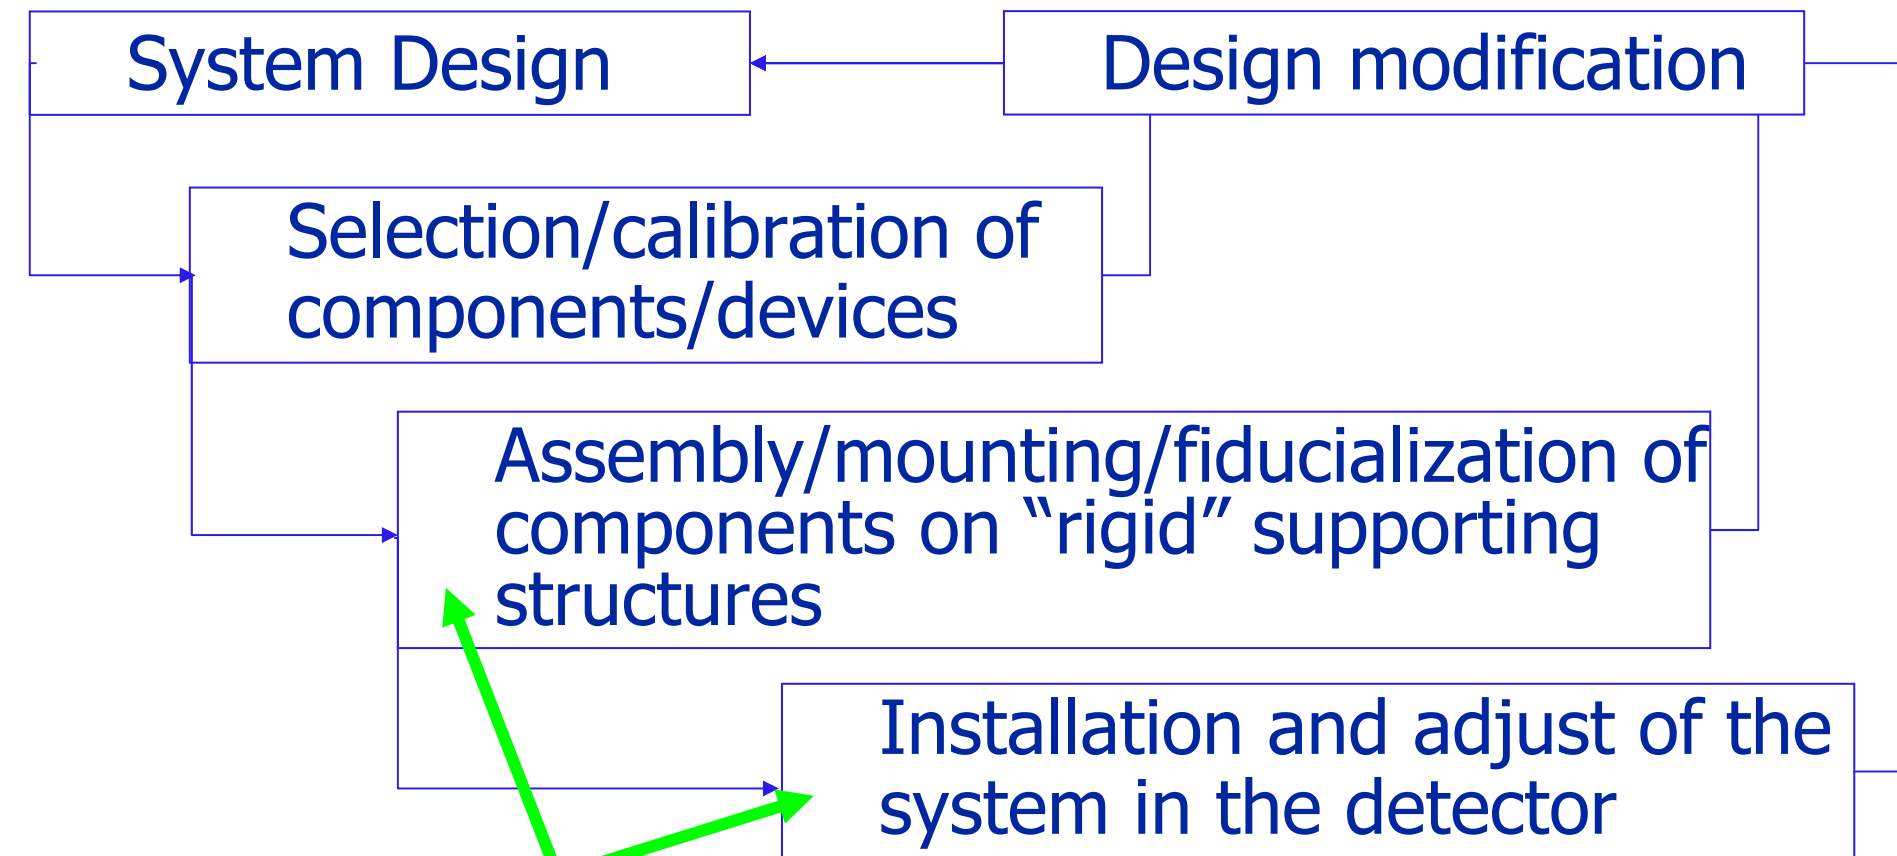 System Design
Design modification
Selection/calibration of
components/devices
Assembly/mounting/fiducialization of
components on “rigid” supporting
structures
Installation and adjust of the
system in the detector